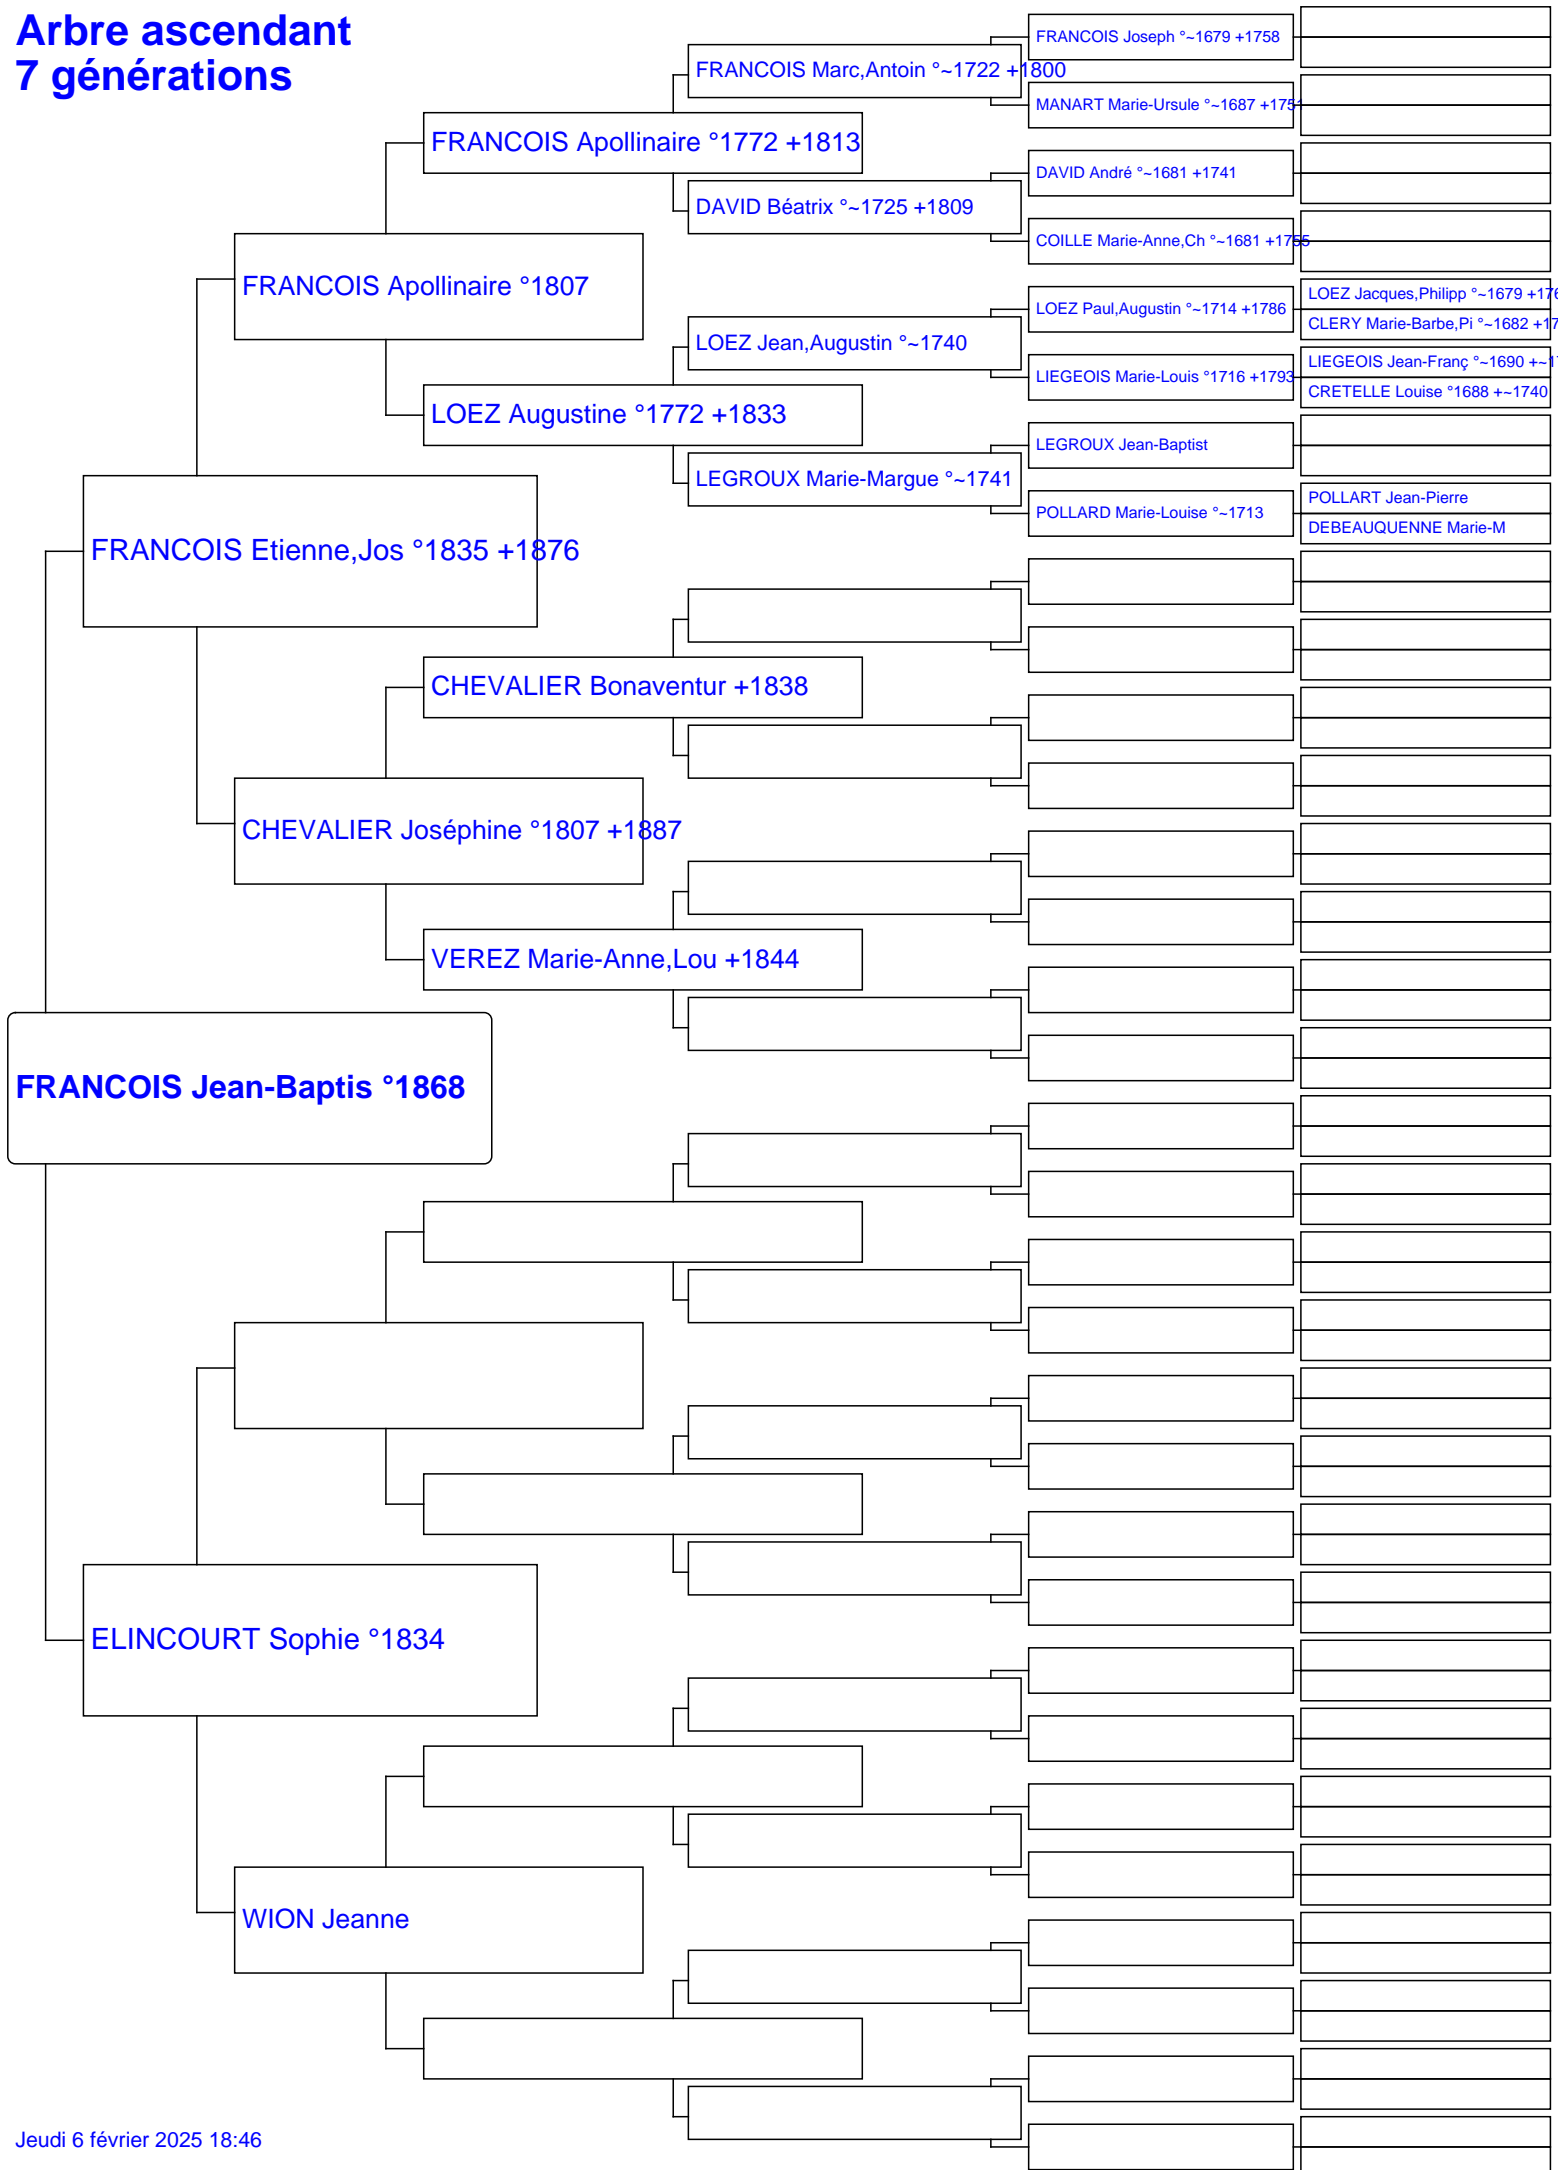 Arbre ascendant
7 générations
FRANCOIS Joseph °~1679 +1758
FRANCOIS Marc,Antoin °~1722 +1800
MANART Marie-Ursule °~1687 +1751
FRANCOIS Apollinaire °1772 +1813
DAVID André °~1681 +1741
DAVID Béatrix °~1725 +1809
COILLE Marie-Anne,Ch °~1681 +1755
FRANCOIS Apollinaire °1807
LOEZ Jacques,Philipp °~1679 +176
LOEZ Paul,Augustin °~1714 +1786
CLERY Marie-Barbe,Pi °~1682 +17
LOEZ Jean,Augustin °~1740
LIEGEOIS Jean-Franç °~1690 +~1
LIEGEOIS Marie-Louis °1716 +1793
CRETELLE Louise °1688 +~1740
LOEZ Augustine °1772 +1833
LEGROUX Jean-Baptist
LEGROUX Marie-Margue °~1741
POLLART Jean-Pierre
POLLARD Marie-Louise °~1713
DEBEAUQUENNE Marie-M
FRANCOIS Etienne,Jos °1835 +1876
CHEVALIER Bonaventur +1838
CHEVALIER Joséphine °1807 +1887
VEREZ Marie-Anne,Lou +1844
FRANCOIS Jean-Baptis °1868
ELINCOURT Sophie °1834
WION Jeanne
Jeudi 6 février 2025 18:46